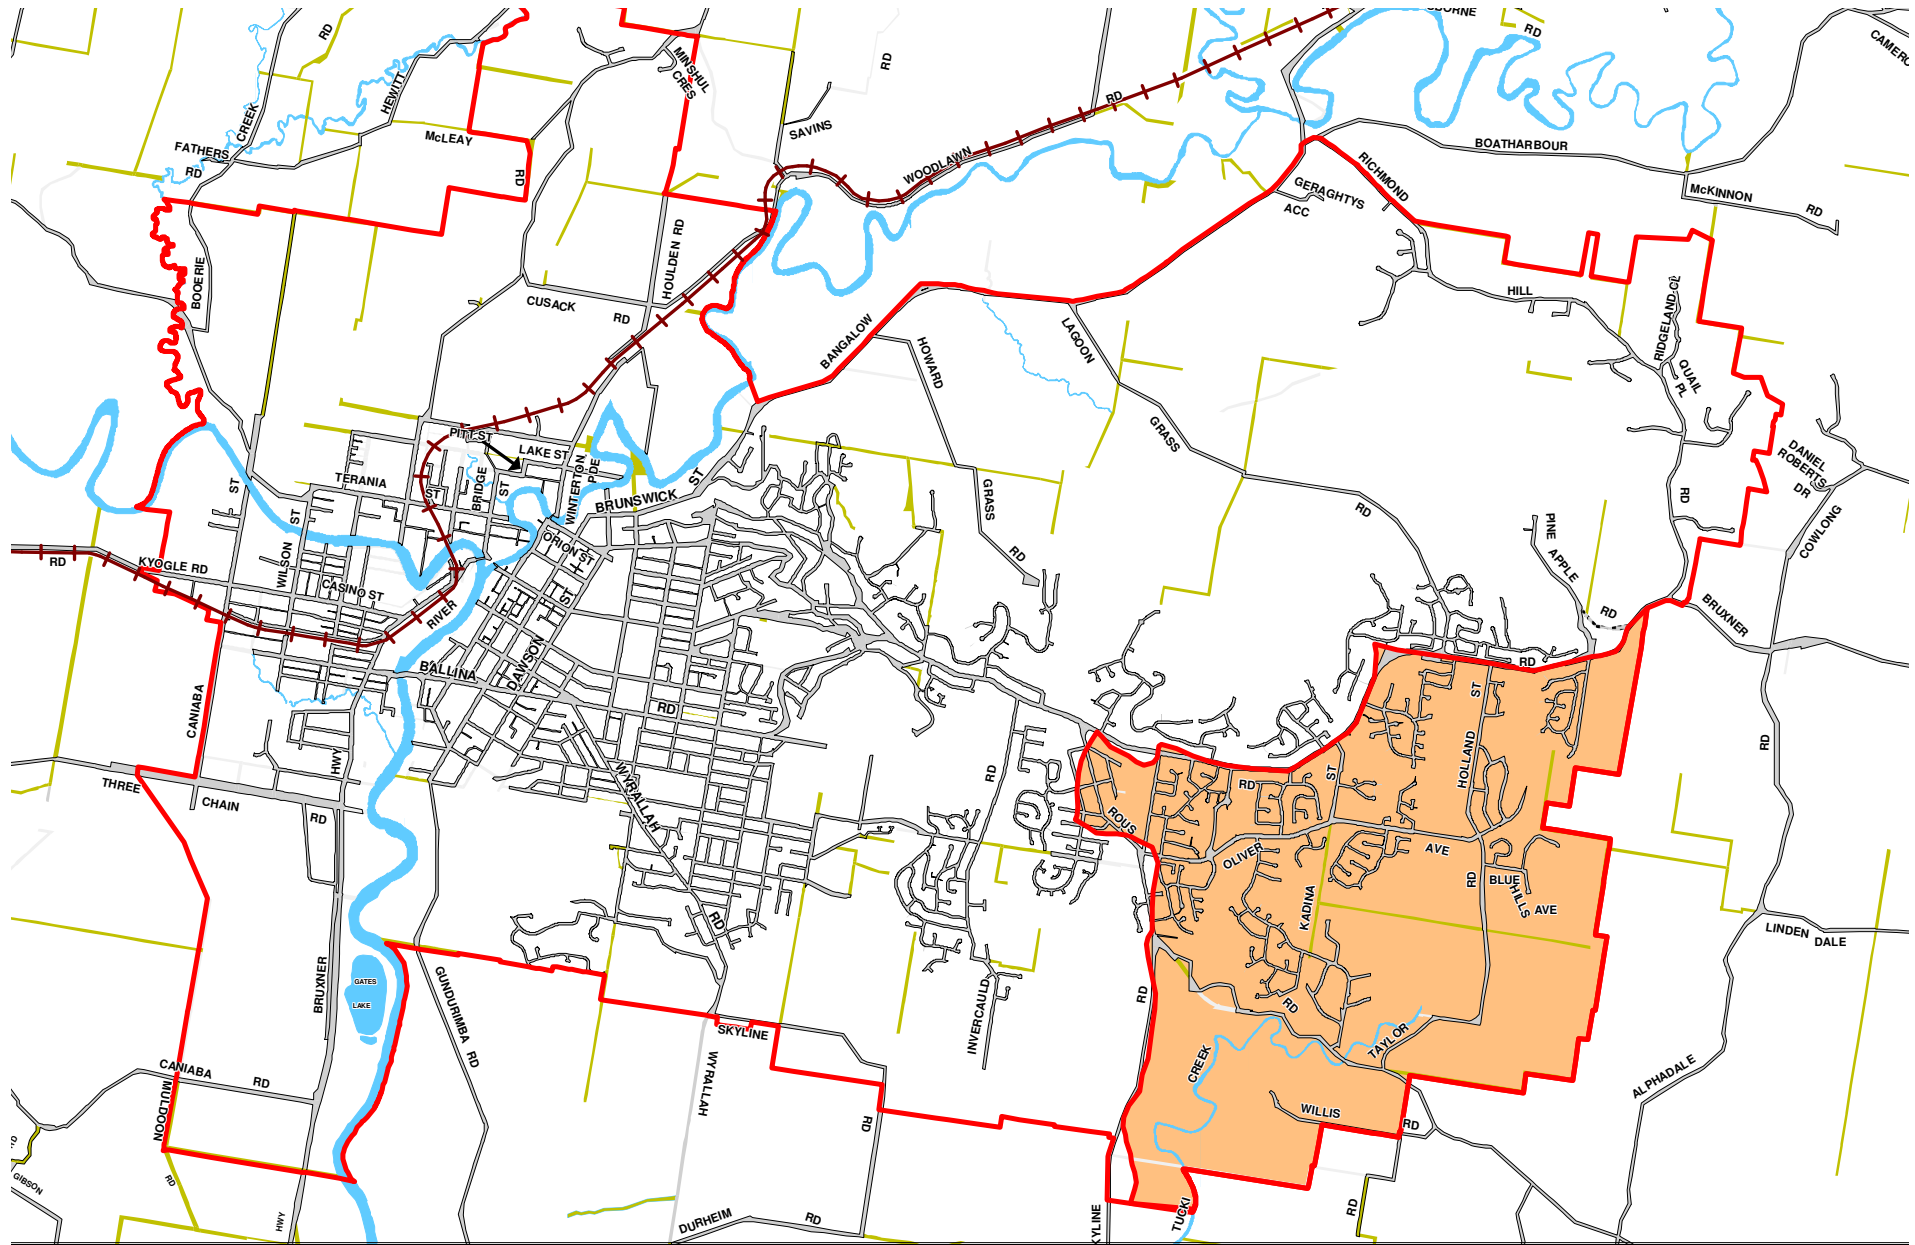 OBORNE
RD
CAMERO
RD
MINSHUL
CRES
RD
HEWITT
RD
CREEK
SAVINS
McLEAY
FATHERS
RD
RD
WOODLAWN
BOATHARBOUR
RICHMOND
GERAGHTYS
ACC
McKINNON
RD
HOULDEN RD
BOOERIE
CUSACK
RD
HILL
RIDGELAND CL
QUAIL
PL
LAGOON
BANGALOW
HOWARD
GRASS
PITT ST
LAKE ST
TERANIA
ST
ST
BRIDGE
ST
WINTERTON
PDE
BRUNSWICK
ST
GRASS
RD
RD
DANIEL
ROBERTS
DR
RD
COWLONG
PINE
APPLE
RD
ST
WILSON
ORION ST
RD
KYOGLE RD
CASINO ST
RIVER
ST
BRUXNER
BALLINA
DAWSON
RD
CANIABA
RD
ST
HOLLAND
RD
THREE
CHAIN
RD
HWY
WYRALLAH
RD
RD
ST
ROUS
OLIVER
AVE
RD
BLUE
HILLS
AVE
KADINA
RD
LINDEN
DALE
GATES
LAKE
BRUXNER
GUNDURIMBA RD
SKYLINE
INVERCAULD
RD
RD
TAYLOR
CREEK
CANIABA
RD
MULDOON
WYRALLAH
RD
WILLIS
RD
ALPHADALE
RD
GIBSON
RD
HWY
DURHEIM
RD
KYLINE
TUCKI
RD